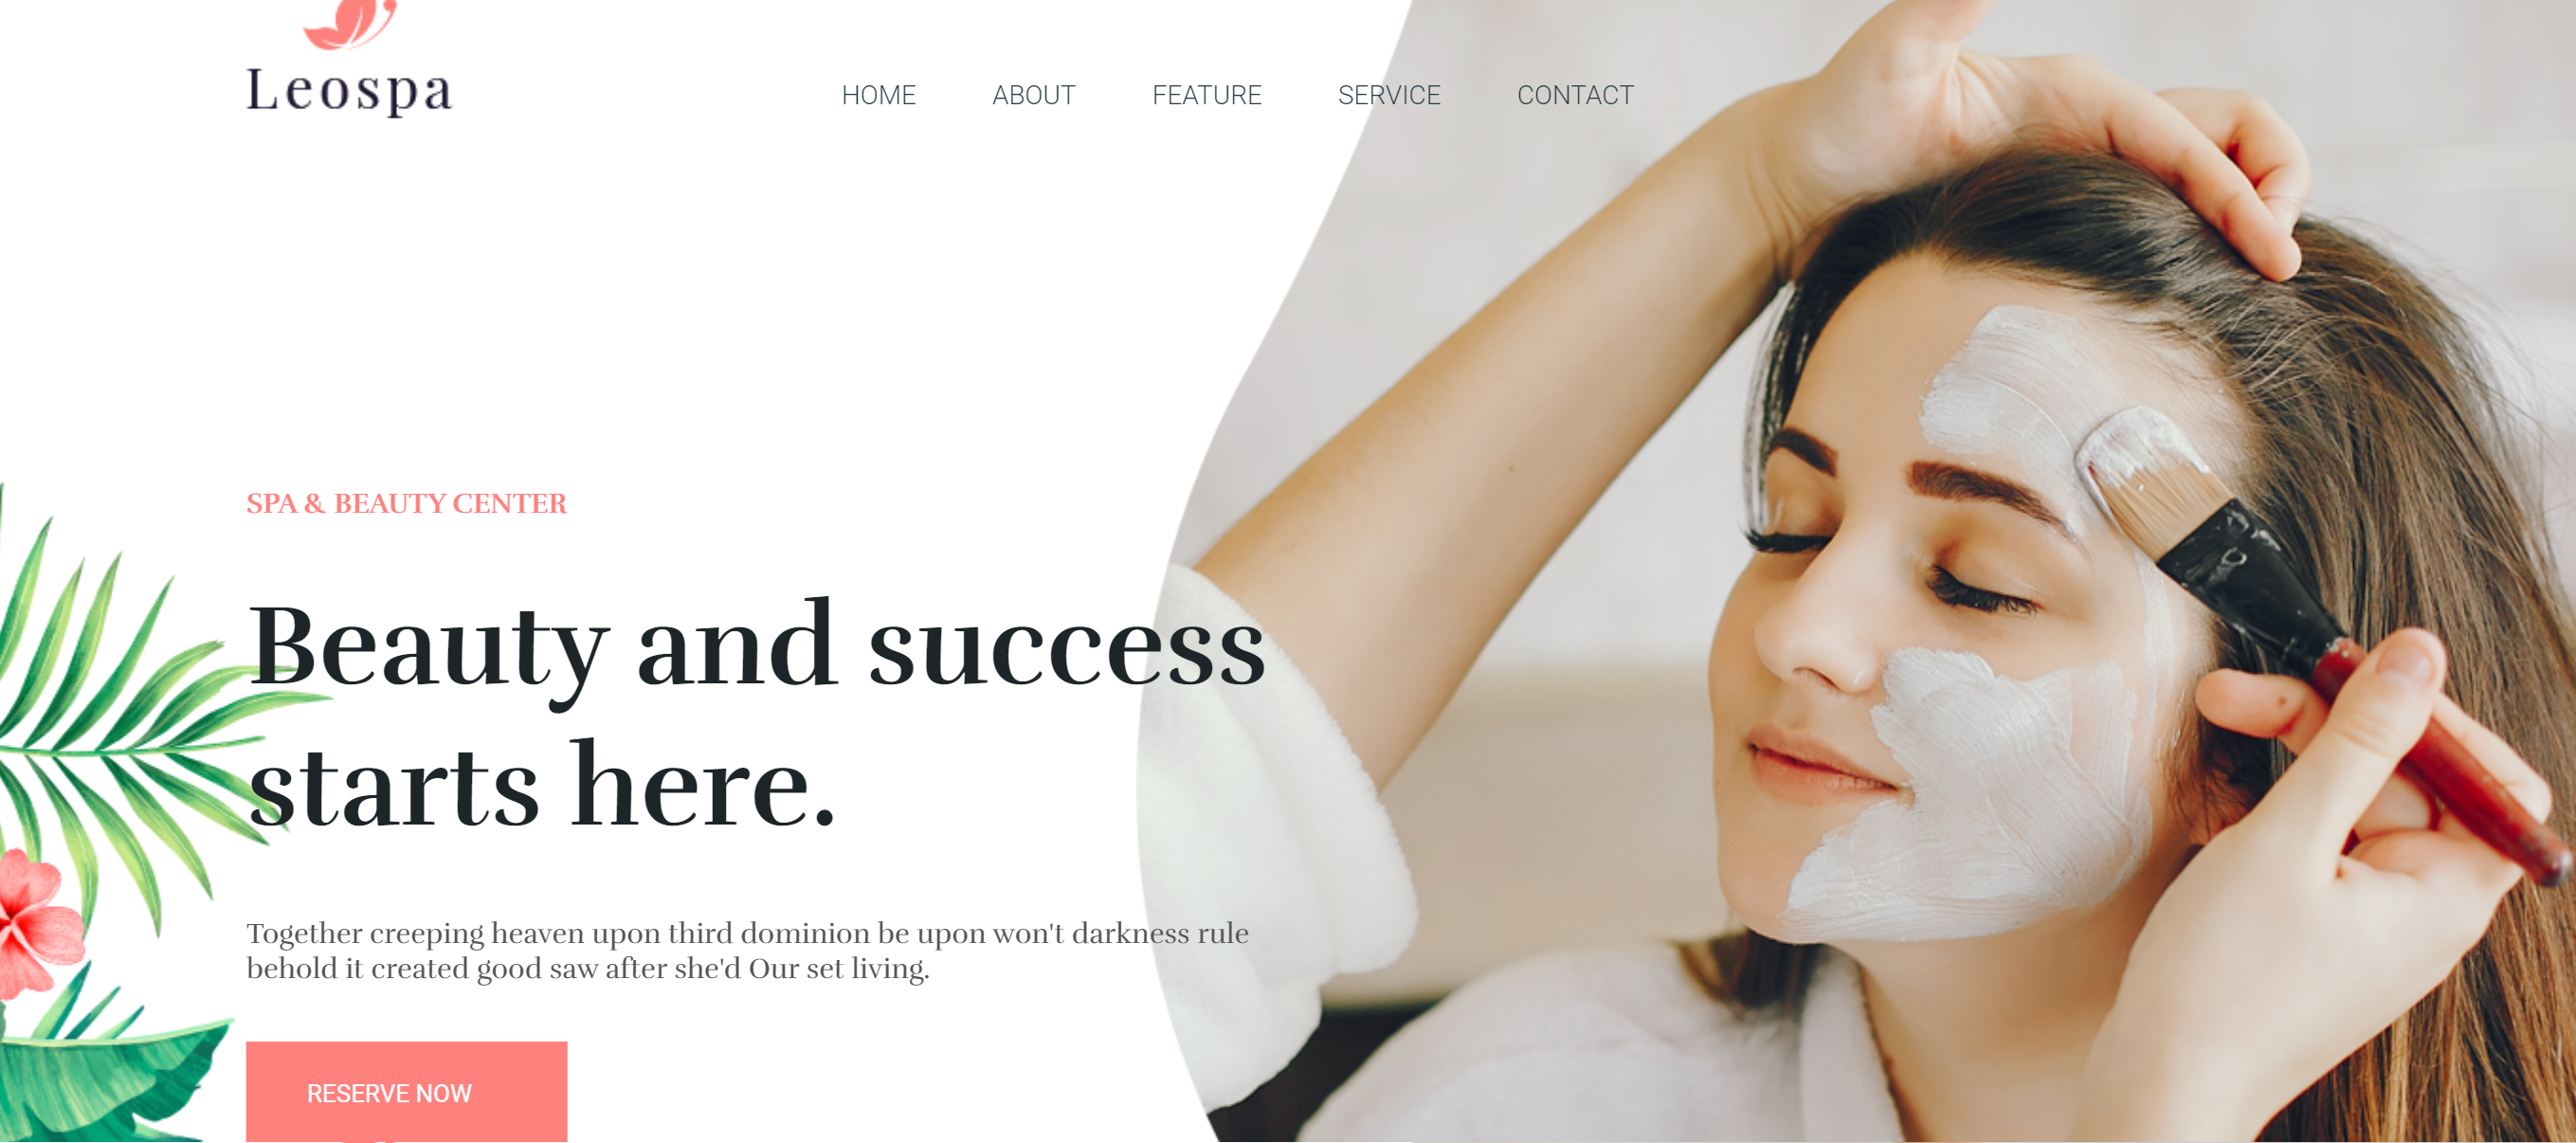 Leospa
HOME ABOUT FEATURE SERVICE CONTACT
SPA & BEAUTY CENTER
Beauty and success
starts here.
Together creeping heaven upon third dominion be upon won't darkness rule
behold it created good saw after she'd Our set living.
RESERVE NOW